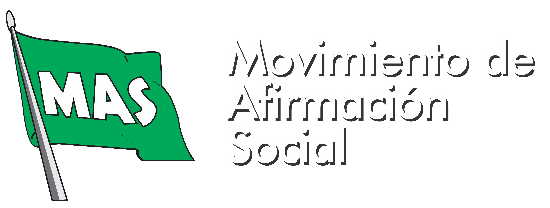 MAS
Movimiento de
Afirmación
Social